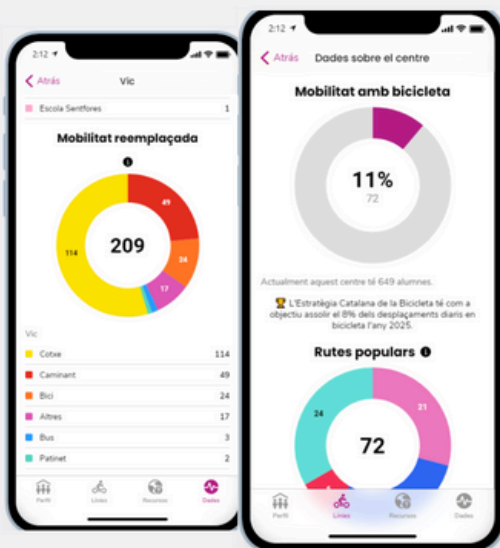 2:12
Atrás
Vic
Escola Sentfores 1
Mobilitat reemplaçada
49
24
17
114
209
Vic
Cotxe 114
Caminant 49
Bici 24
Altres 17
Bus 3
Patinet 2
Perfil
Línies
Recursos
Dades
2:12
Atrás
Dades sobre el centre
Mobilitat amb bicicleta
11%
72
Actualment aquest centre té 649 alumnes.
🏆 L'Estratègia Catalana de la Bicicleta té com a
objectiu assolir el 8% dels desplaçaments diaris en
bicicleta l'any 2025.
Rutes populars
24
21
72
Perfil
Línies
Recursos
Dades